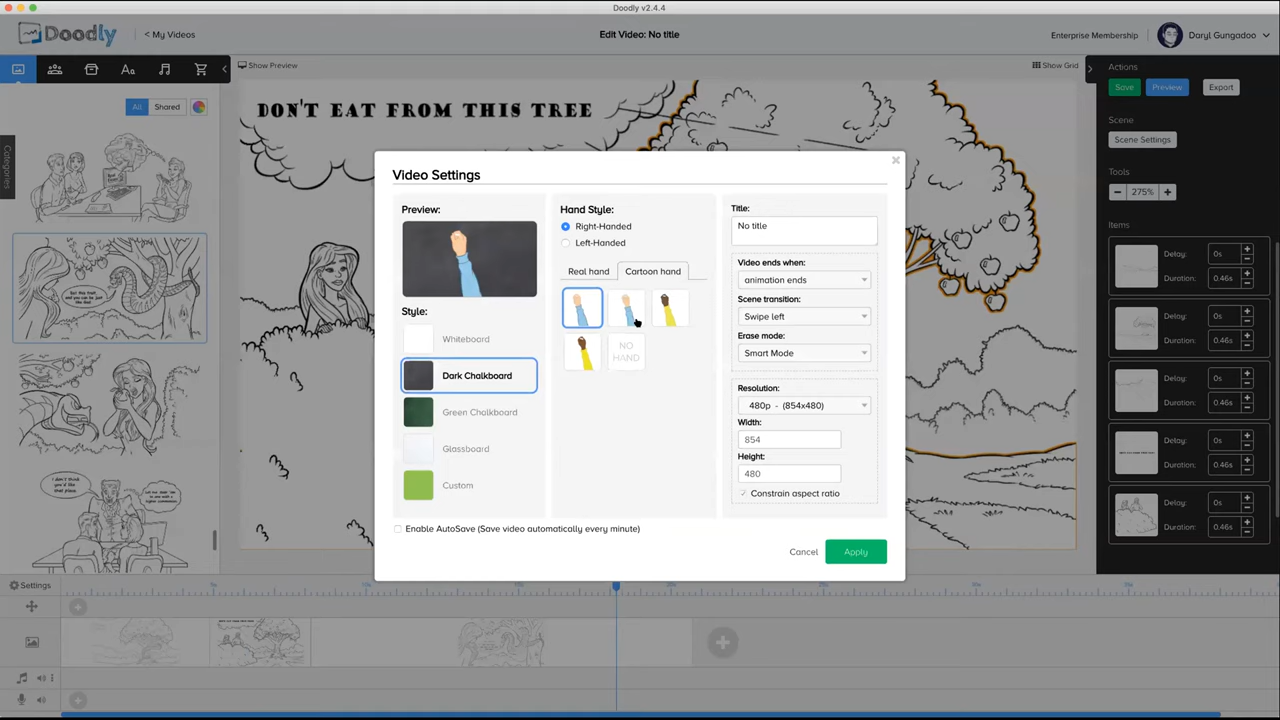 Doodly v2.4.4
Doodly
< My Videos
Edit Video: No title
Enterprise Membership
Daryl Gungadoo
Aa
Show Preview
Show Grid
All
Shared
Categories
DON'T EAT FROM THIS TREE
Actions
Save
Preview
Export
Scene
Scene Settings
Tools
275%
Items
Delay:
0s
Duration:
0.46s
Delay:
0s
Duration:
0.46s
Delay:
0s
Duration:
0.46s
Delay:
0s
Duration:
0.46s
Delay:
0s
Duration:
0.46s
Video Settings
Preview:
Style:
Whiteboard
Dark Chalkboard
Green Chalkboard
Glassboard
Custom
Hand Style:
Right-Handed
Left-Handed
Real hand
Cartoon hand
NO
HAND
Title:
No title
Video ends when:
animation ends
Scene transition:
Swipe left
Erase mode:
Smart Mode
Resolution:
480p - (854x480)
Width:
854
Height:
480
Constrain aspect ratio
Enable AutoSave (Save video automatically every minute)
Cancel
Apply
Settings